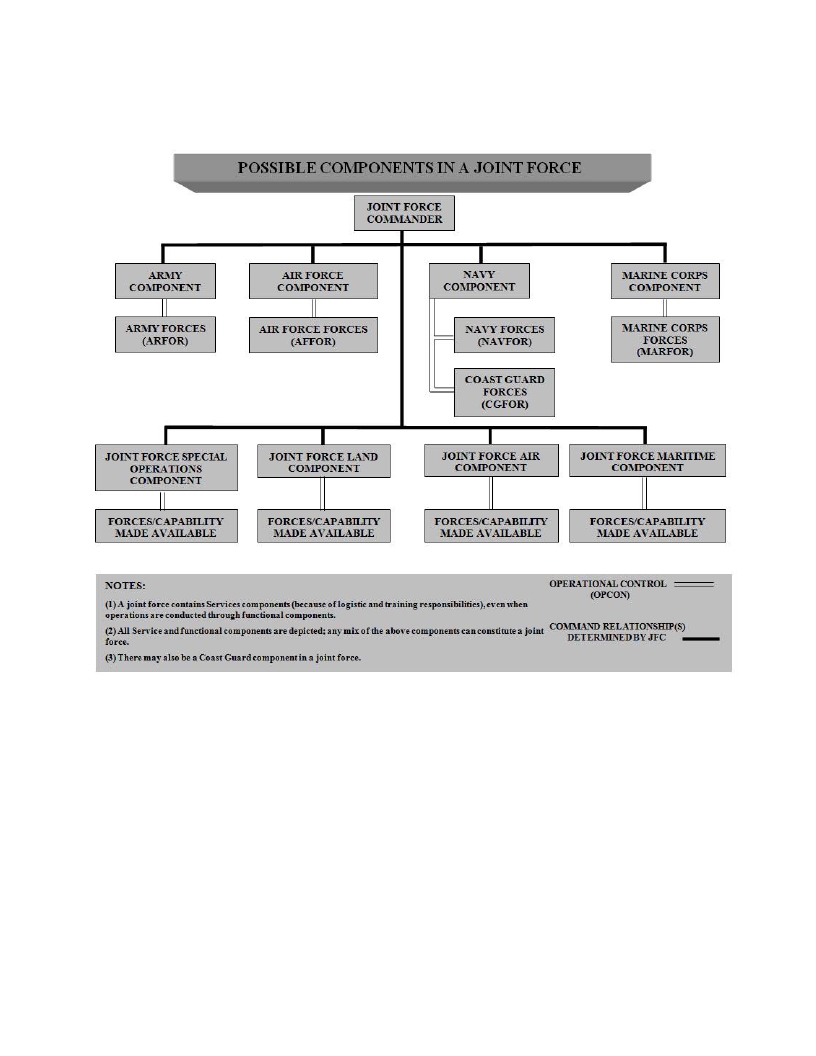 POSSIBLE COMPONENTS IN A JOINT FORCE
JOINT FORCE
COMMANDER
ARMY
COMPONENT
AIR FORCE
COMPONENT
NAVY
COMPONENT
MARINE CORPS
COMPONENT
ARMY FORCES
(ARFOR)
AIR FORCE FORCES
(AFFOR)
NAVY FORCES
(NAVFOR)
MARINE CORPS
FORCES
(MARFOR)
COAST GUARD
FORCES
(CGFOR)
JOINT FORCE SPECIAL
OPERATIONS
COMPONENT
JOINT FORCE LAND
COMPONENT
JOINT FORCE AIR
COMPONENT
JOINT FORCE MARITIME
COMPONENT
FORCES/CAPABILITY
MADE AVAILABLE
FORCES/CAPABILITY
MADE AVAILABLE
FORCES/CAPABILITY
MADE AVAILABLE
FORCES/CAPABILITY
MADE AVAILABLE
NOTES:
(1) A joint force contains Services components (because of logistic and training responsibilities), even when
operations are conducted through functional components.
(2) All Service and functional components are depicted; any mix of the above components can constitute a joint
force.
(3) There may also be a Coast Guard component in a joint force.
OPERATIONAL CONTROL
(OPCON)
COMMAND RELATIONSHIP(S)
DETERMINED BY JFC